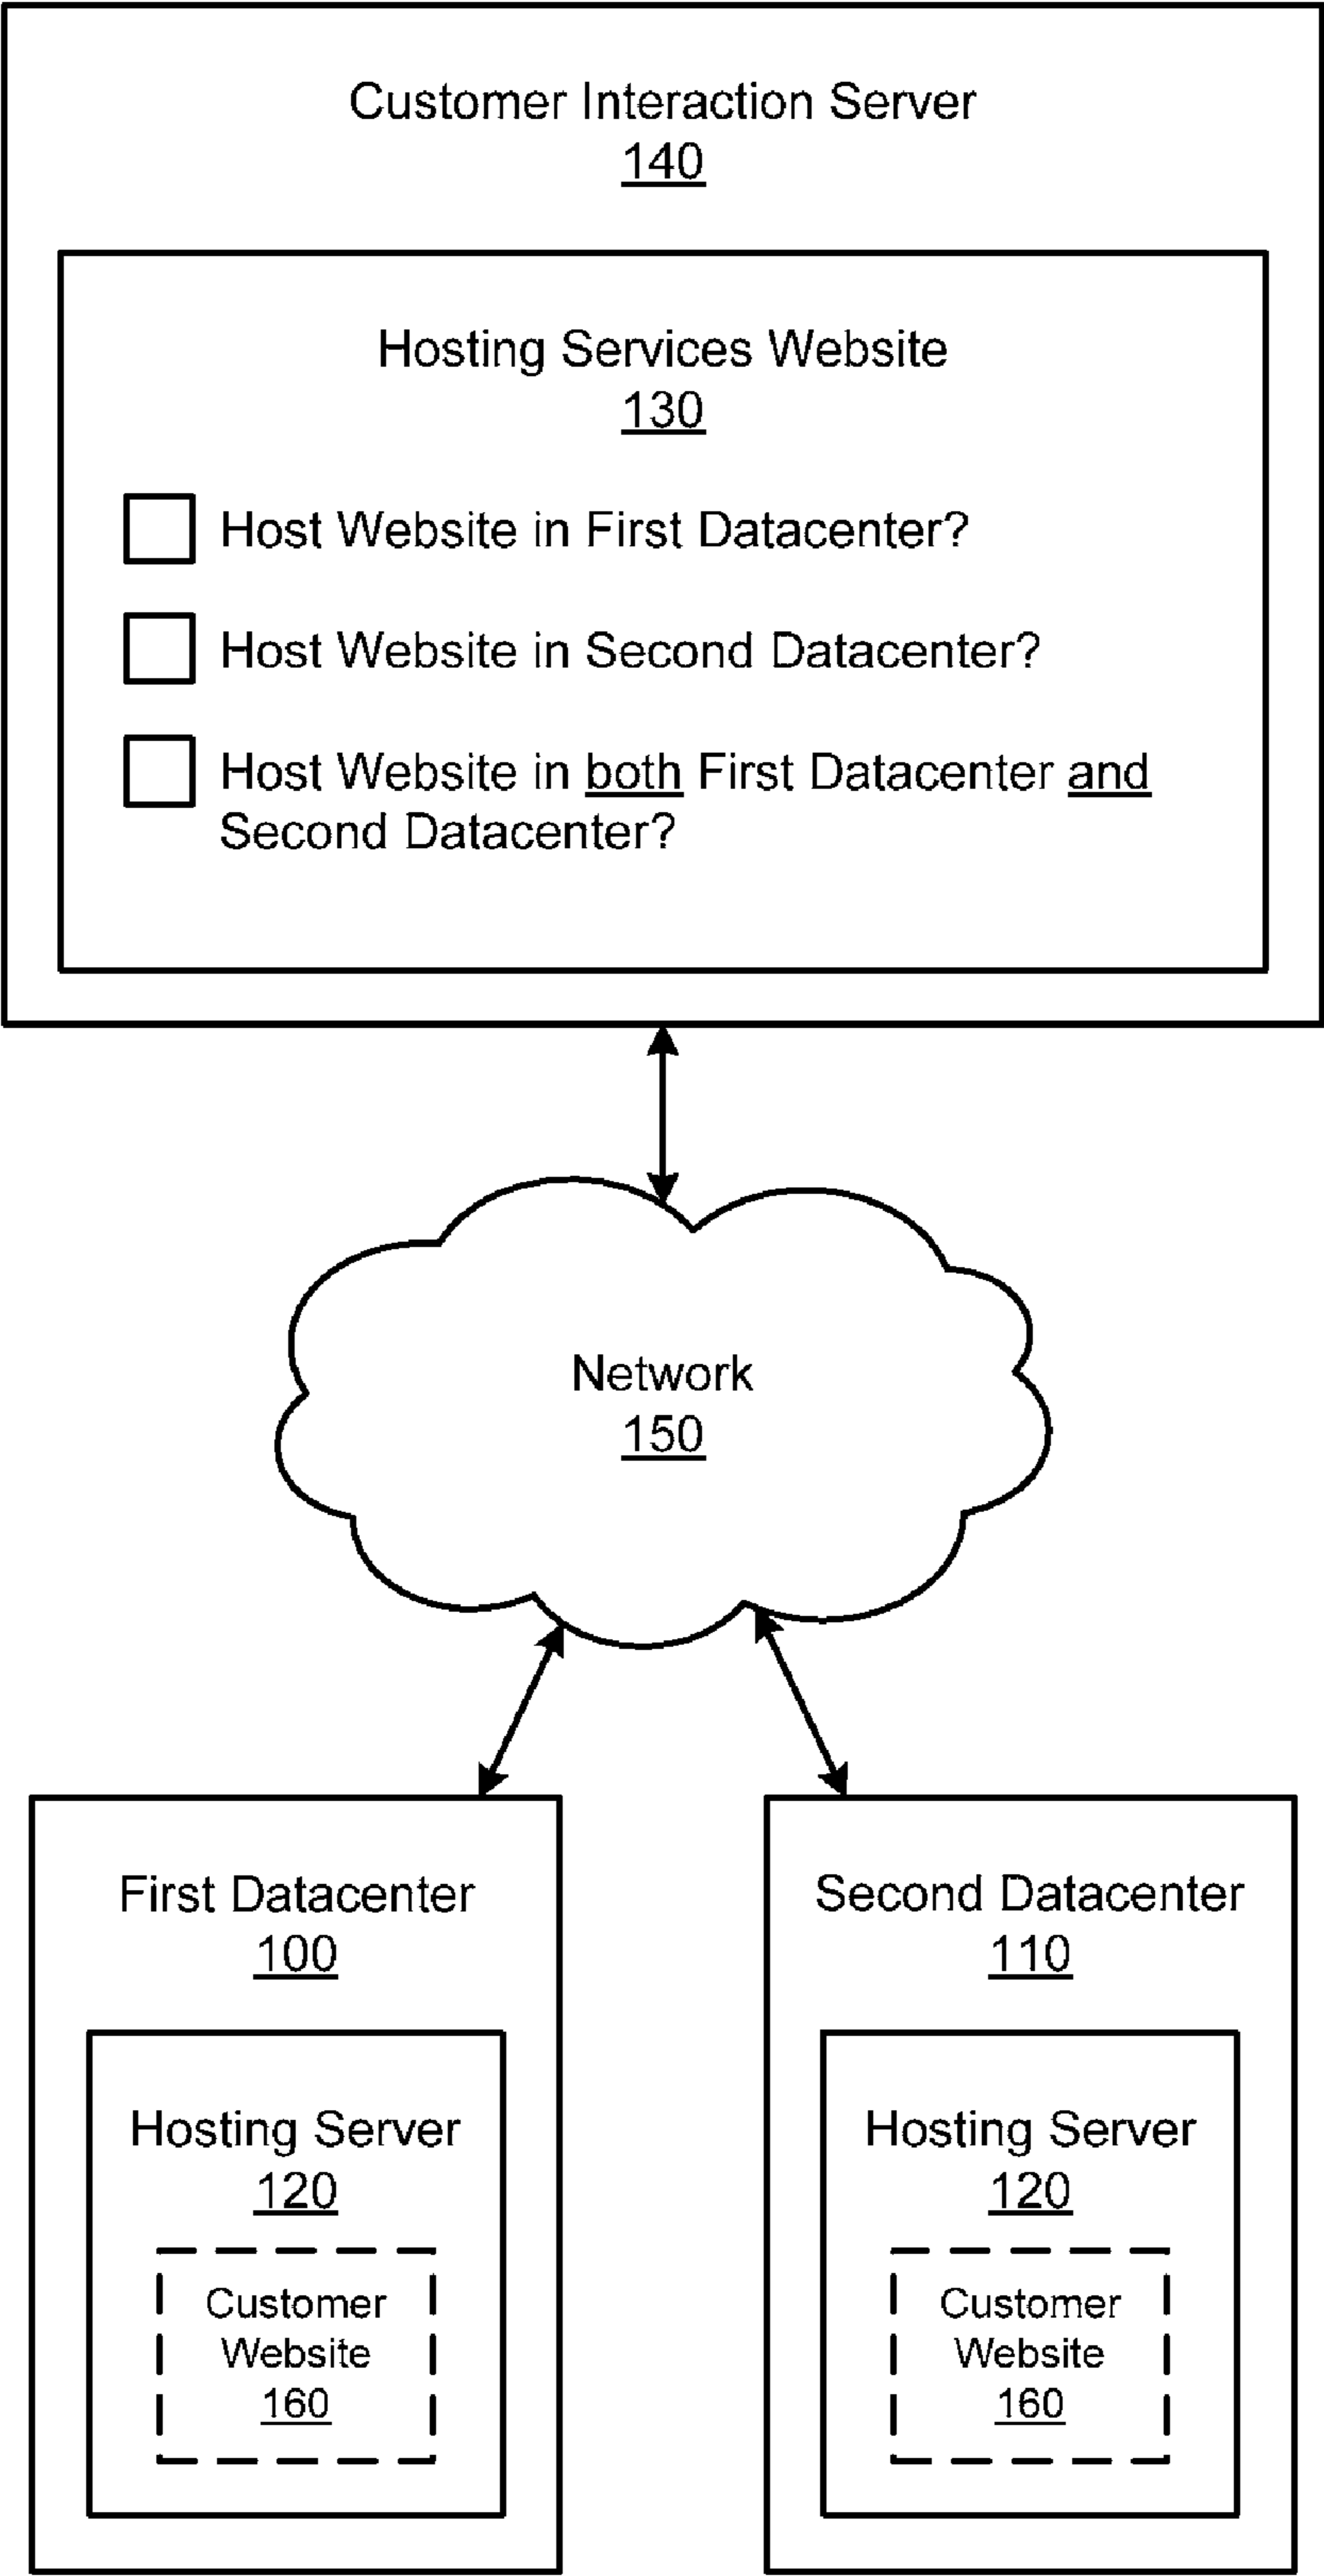 Customer Interaction Server
140
Hosting Services Website
130
Host Website in First Datacenter?
Host Website in Second Datacenter?
Host Website in both First Datacenter and
Second Datacenter?
Network
150
First Datacenter
100
Hosting Server
120
Customer
Website
160
Second Datacenter
110
Hosting Server
120
Customer
Website
160